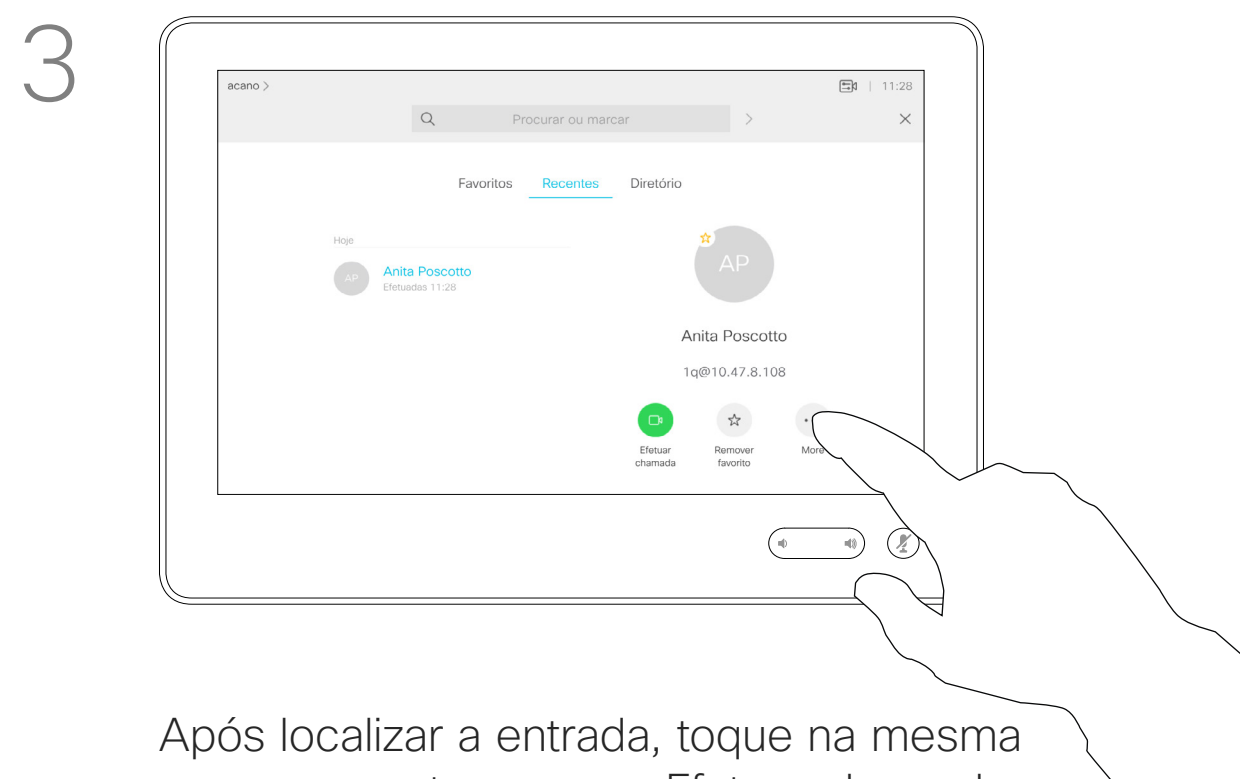 3
acano >
11:28
Procurar ou marcar
Favoritos Recentes Diretório
Hoje
AP
Anita Poscotto
Efetuadas 11:28
AP
Anita Poscotto
1q@10.47.8.108
Efetuar chamada
Remover favorito
More
Após localizar a entrada, toque na mesma